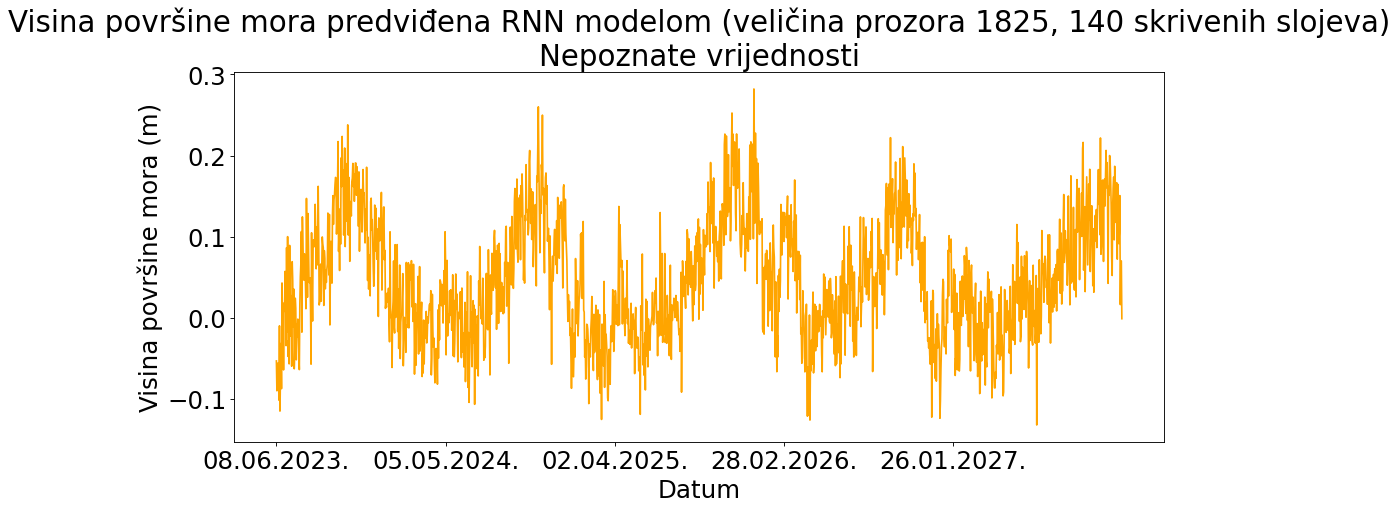 Visina površine mora predviđena RNN modelom (veličina prozora 1825, 140 skrivenih slojeva)
Nepoznate vrijednosti
Visina površine mora (m)
0.3
0.2
0.1
0.0
−0.1
08.06.2023. 05.05.2024. 02.04.2025. 28.02.2026. 26.01.2027.
Datum